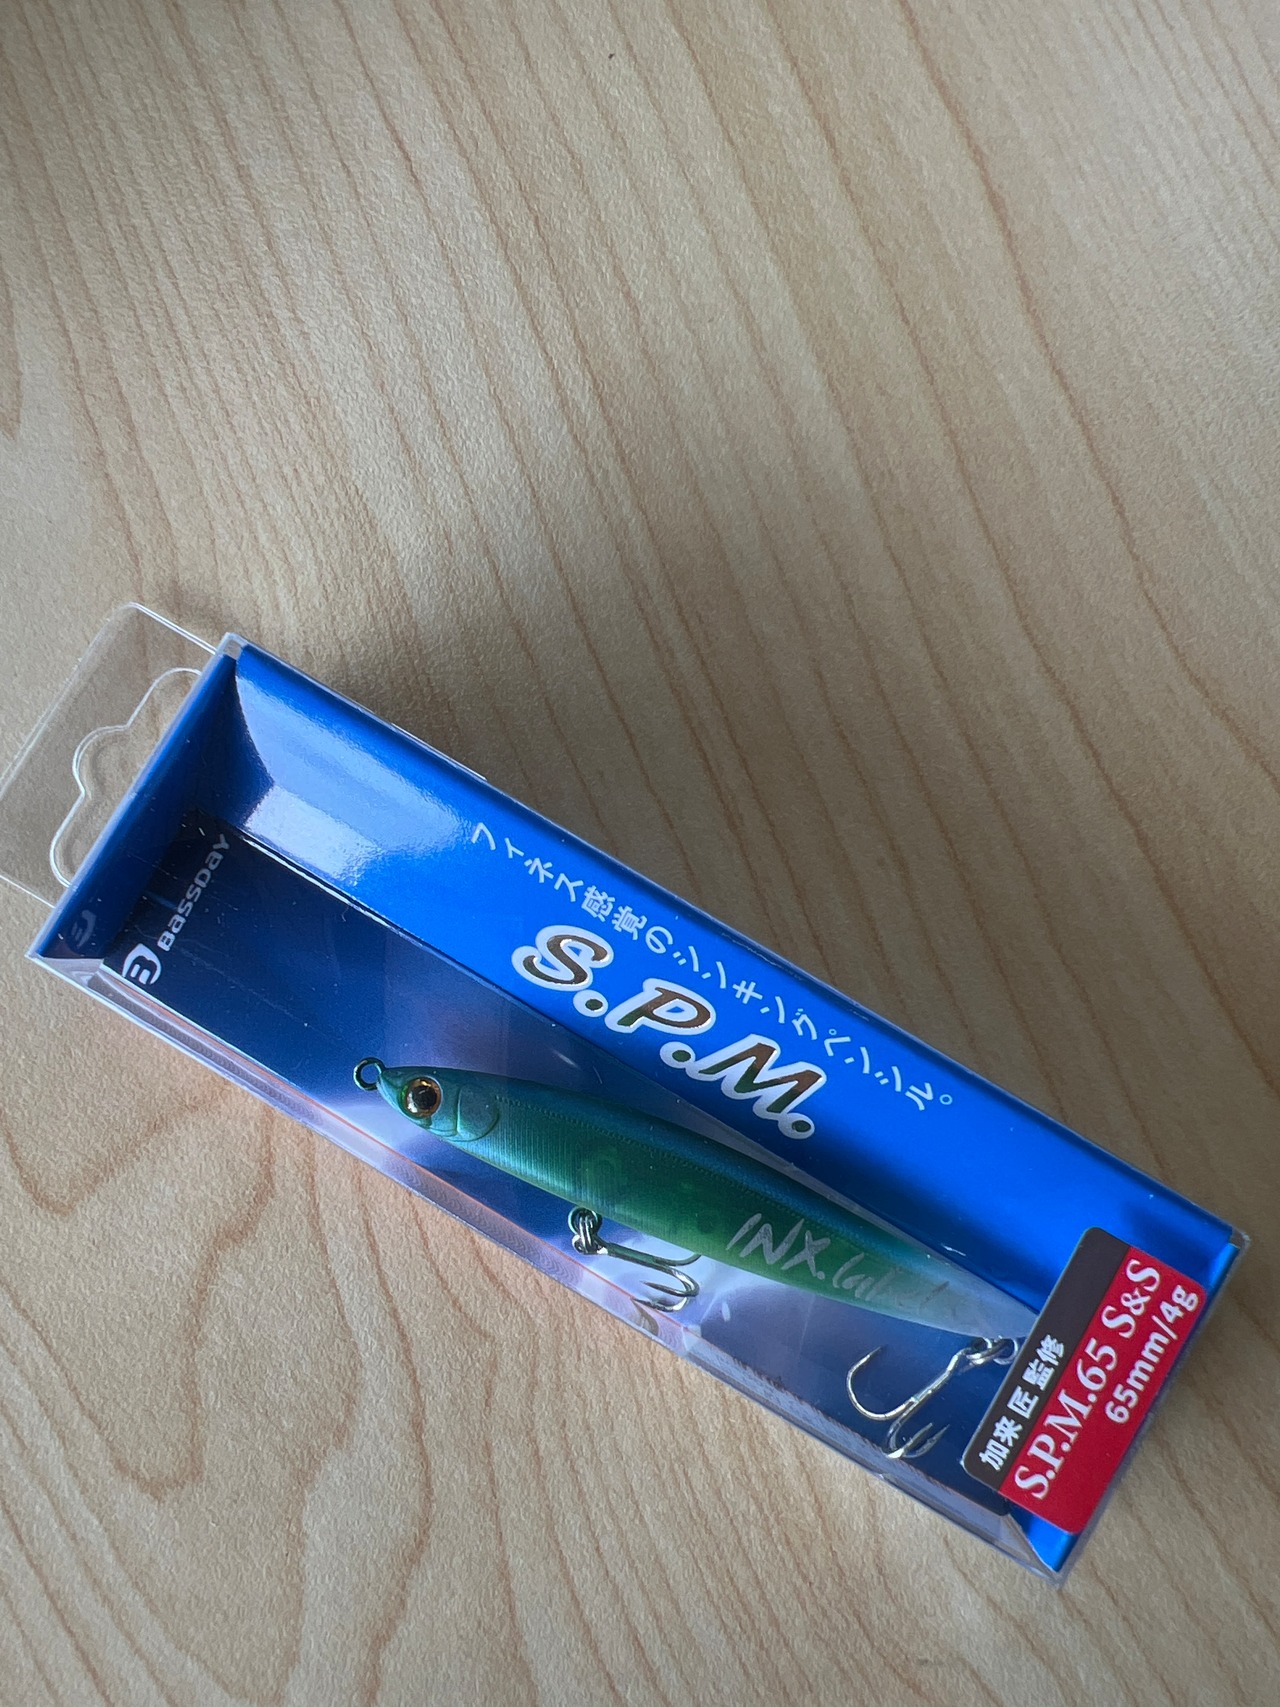 BASSDAY
フィネス感覚のシンキングペンシル。
S.P.M.
INX.label
加来 匠 監修
S.P.M.65 S&S
65mm/4g